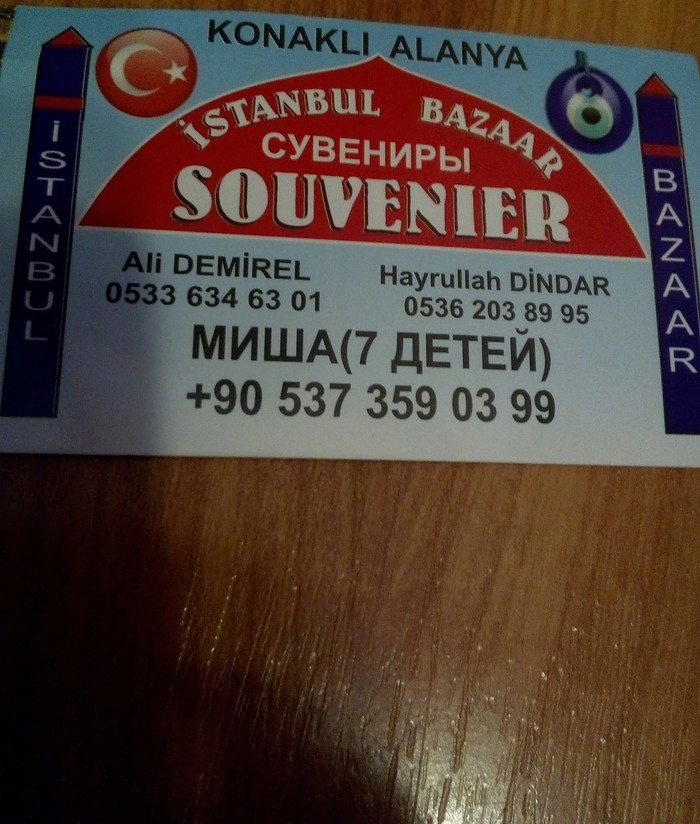 KONAKLI ALANYA
İSTANBUL BAZAAR
СУВЕНИРЫ
SOUVENIER
İSTANBUL
BAZAAR
Ali DEMİREL
0533 634 63 01
Hayrullah DİNDAR
0536 203 89 95
МИША(7 ДЕТЕЙ)
+90 537 359 03 99